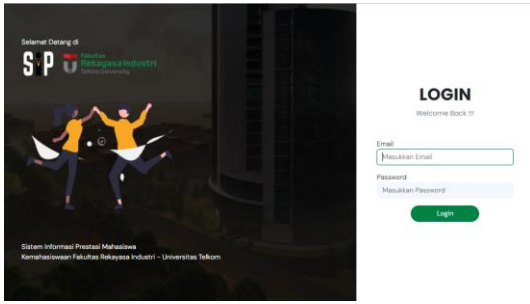 Selamat Datang di
SIP
Fakultas
Rekayasa Industri
Telkom University
Sistem Informasi Prestasi Mahasiswa
Kemahasiswaan Fakultas Rekayasa Industri - Universitas Telkom
LOGIN
Welcome Back !!!
Email
Masukkan Email
Password
Masukkan Password
Login